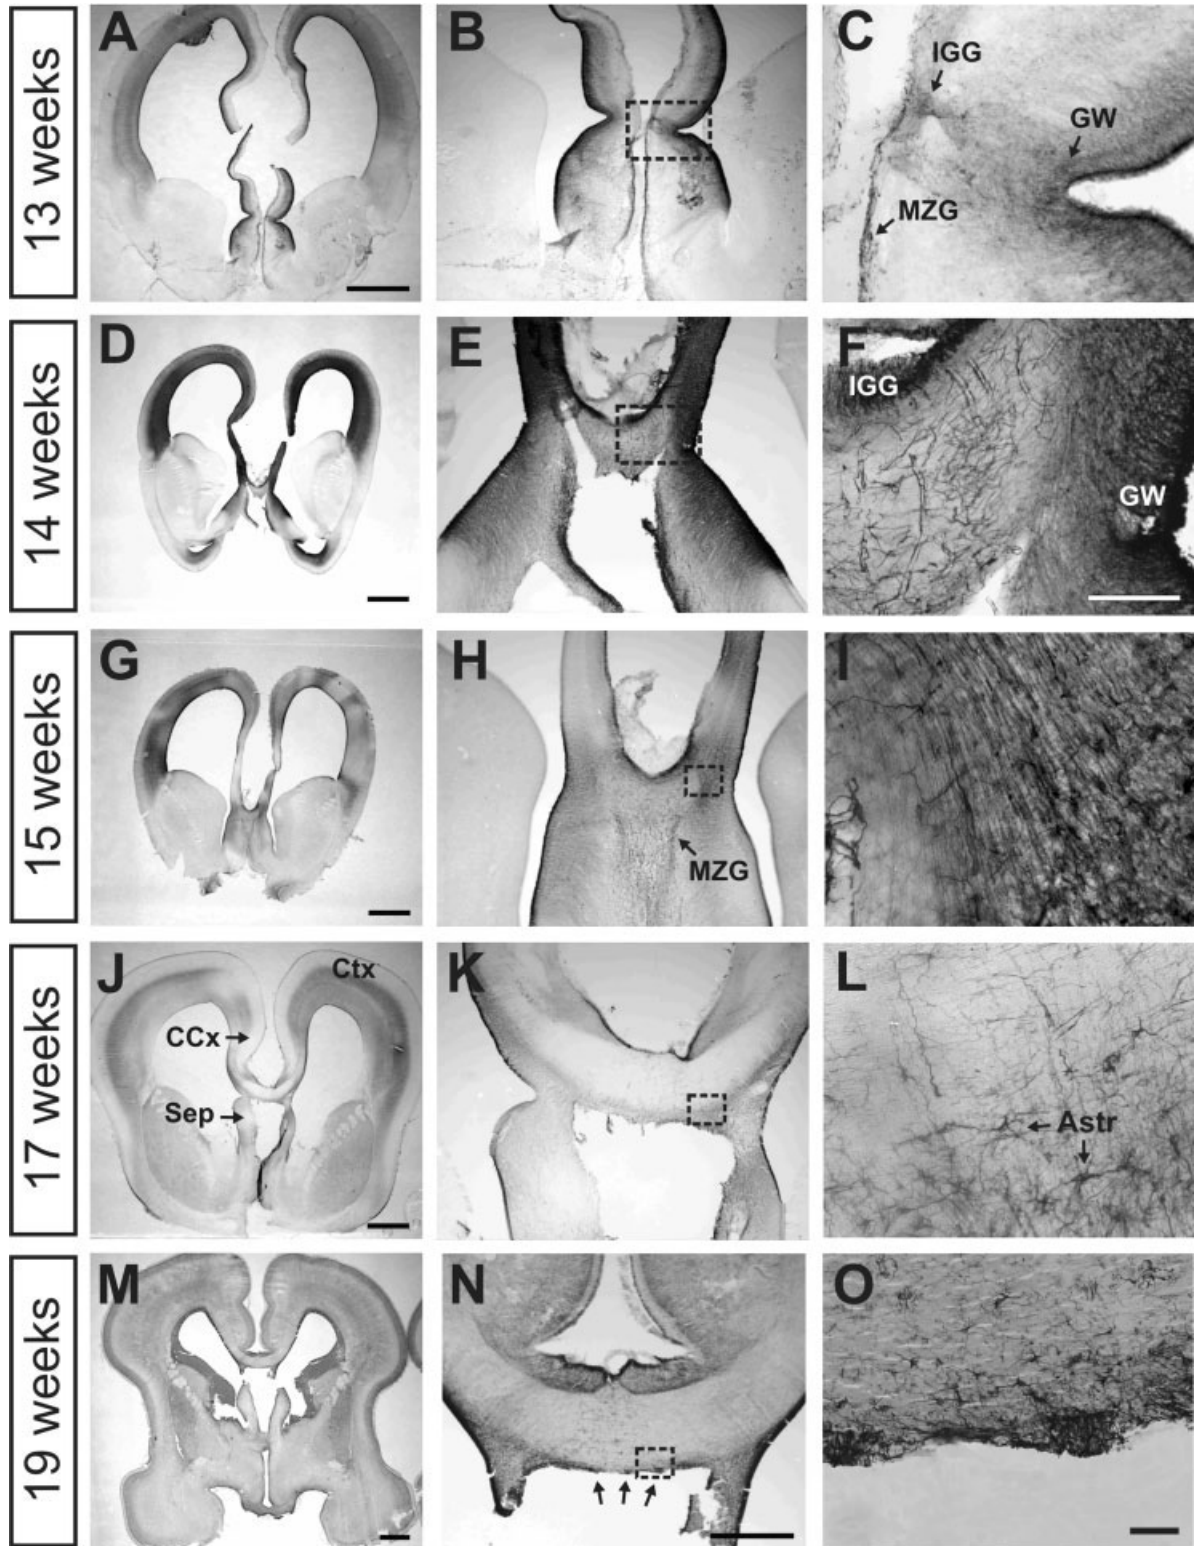 13 weeks
A
B
C
IGG
GW
MZG
14 weeks
D
E
F
IGG
GW
15 weeks
G
H
I
MZG
17 weeks
J
Ctx
CCx
Sep
K
L
Astr
19 weeks
M
N
O